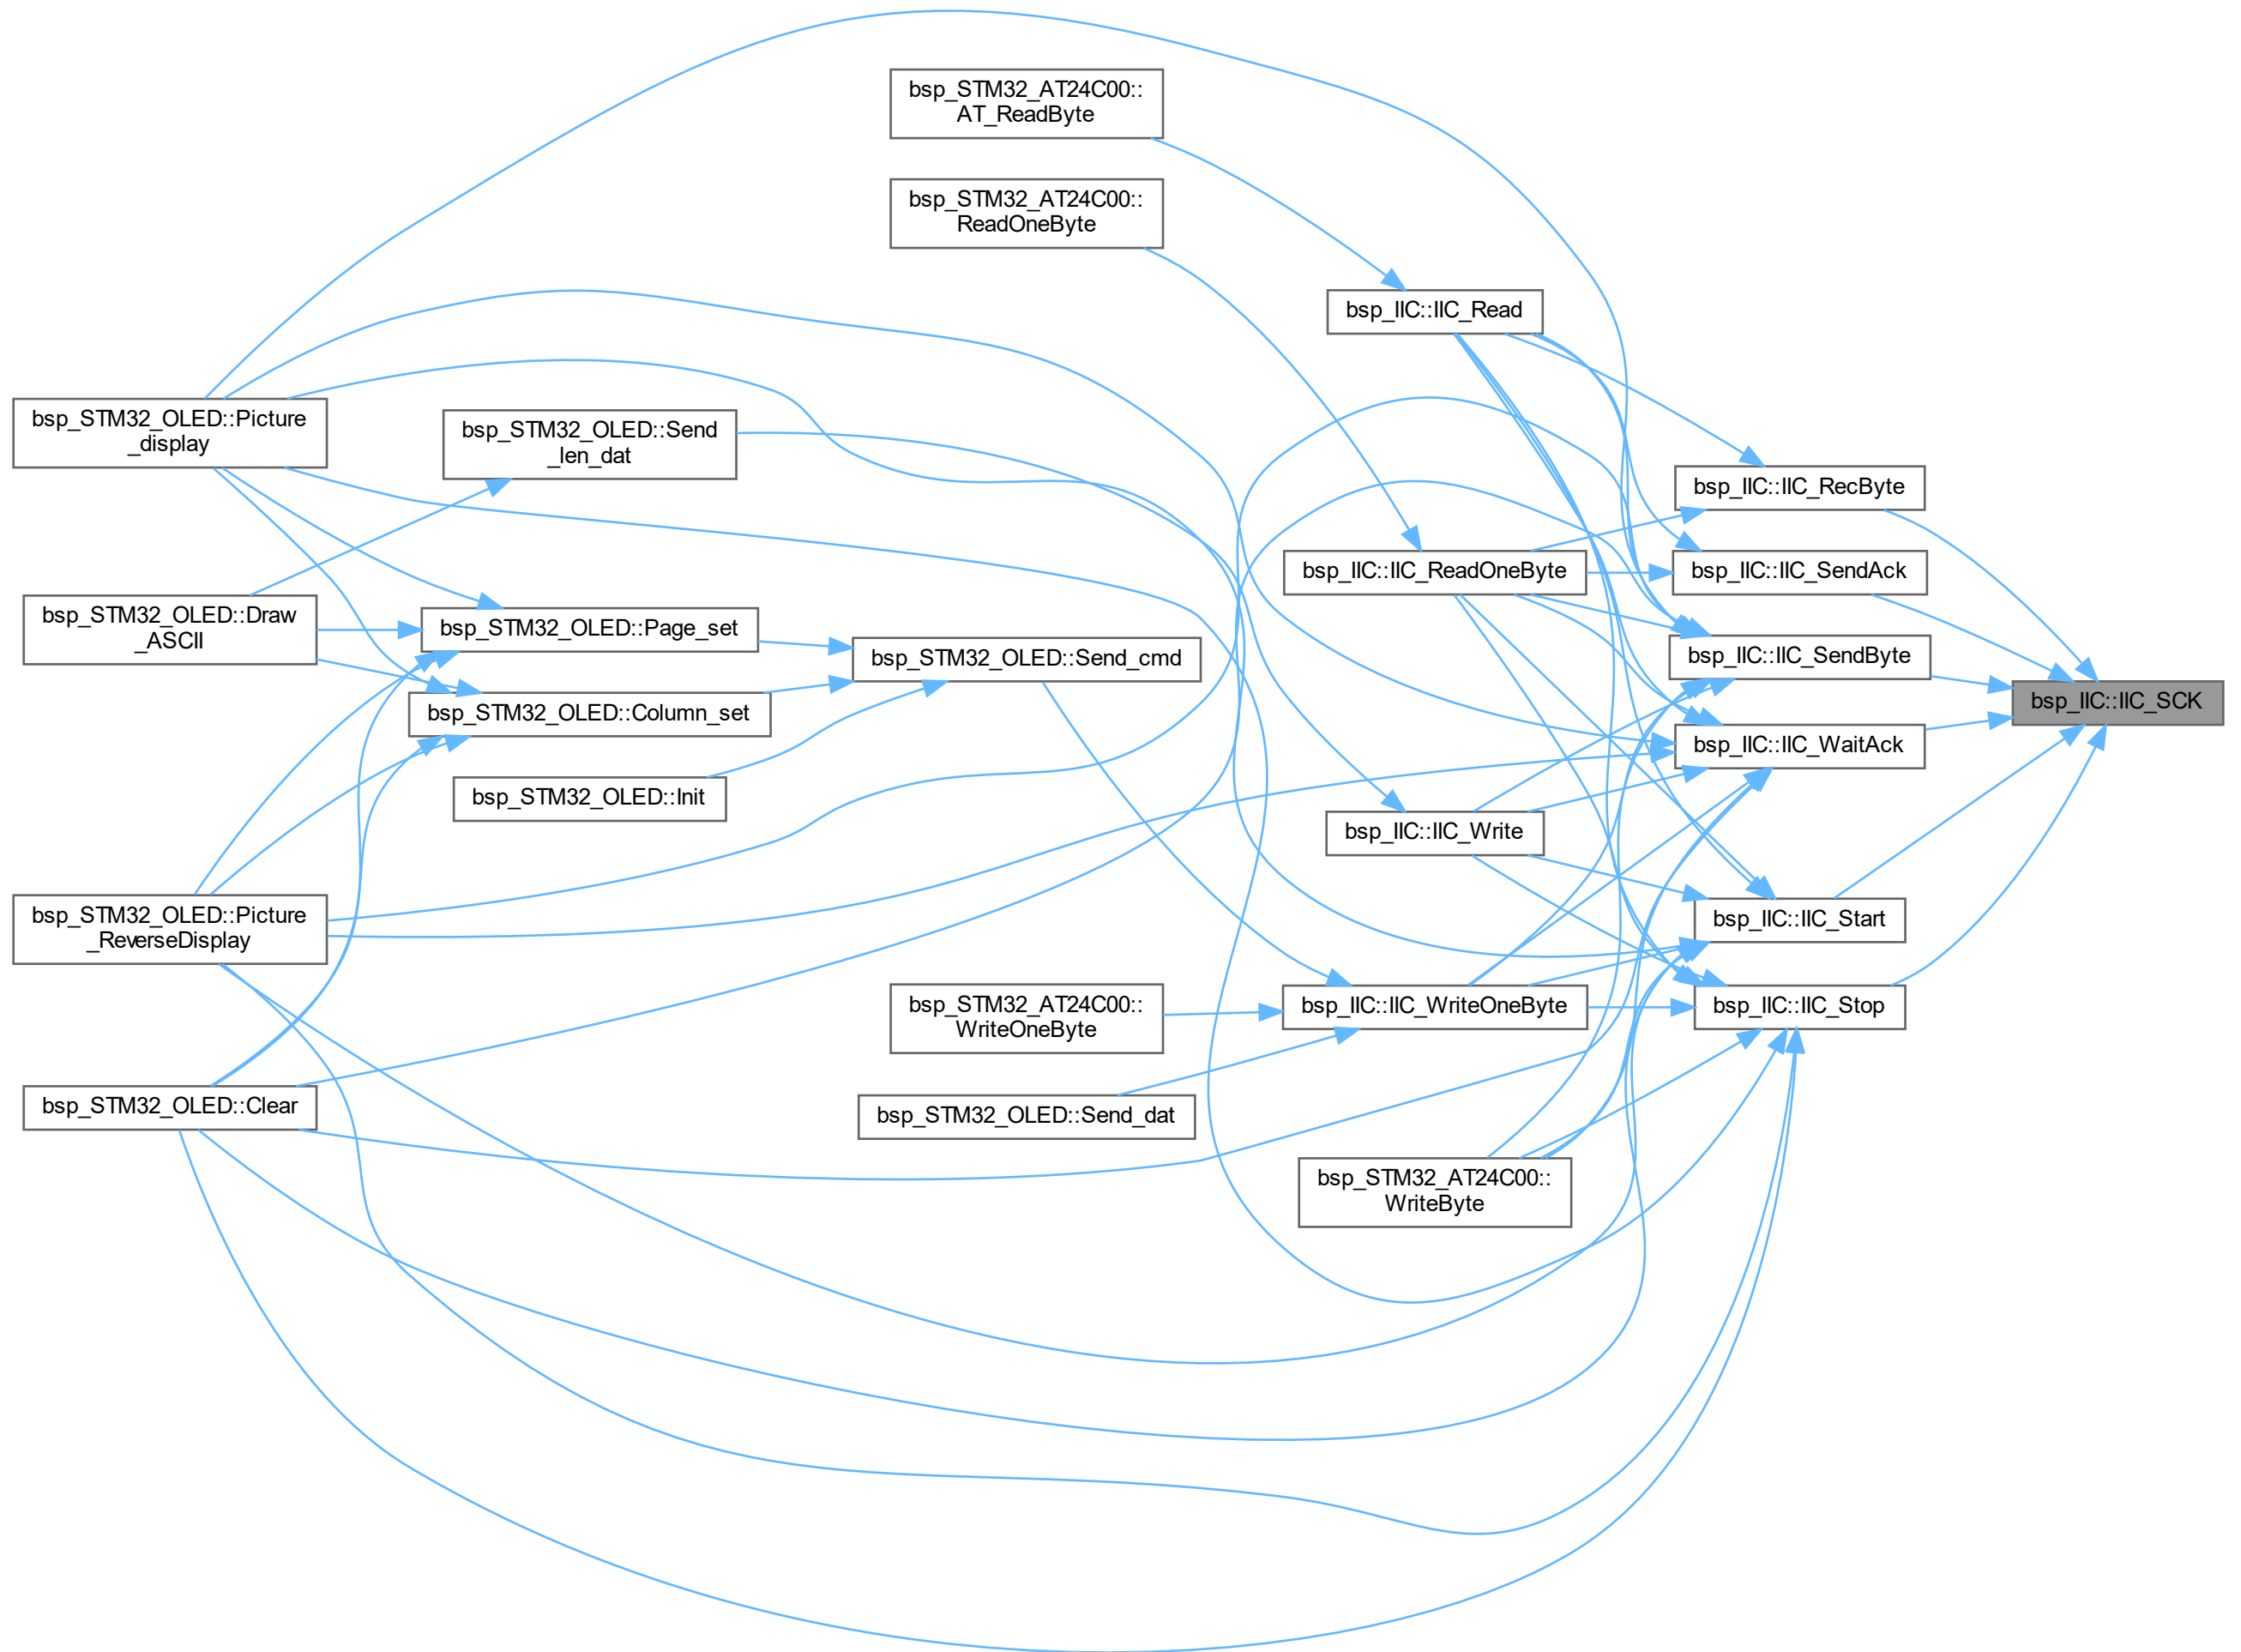 bsp_STM32_AT24C00::
AT_ReadByte
bsp_STM32_AT24C00::
ReadOneByte
bsp_IIC::IIC_Read
bsp_STM32_OLED::Picture
_display
bsp_STM32_OLED::Send
_len_dat
bsp_IIC::IIC_RecByte
bsp_IIC::IIC_ReadOneByte
bsp_IIC::IIC_SendAck
bsp_STM32_OLED::Draw
_ASCII
bsp_STM32_OLED::Page_set
bsp_STM32_OLED::Send_cmd
bsp_IIC::IIC_SendByte
bsp_IIC::IIC_SCK
bsp_STM32_OLED::Column_set
bsp_IIC::IIC_WaitAck
bsp_STM32_OLED::Init
bsp_IIC::IIC_Write
bsp_STM32_OLED::Picture
_ReverseDisplay
bsp_IIC::IIC_Start
bsp_STM32_AT24C00::
WriteOneByte
bsp_IIC::IIC_WriteOneByte
bsp_IIC::IIC_Stop
bsp_STM32_OLED::Clear
bsp_STM32_OLED::Send_dat
bsp_STM32_AT24C00::
WriteByte